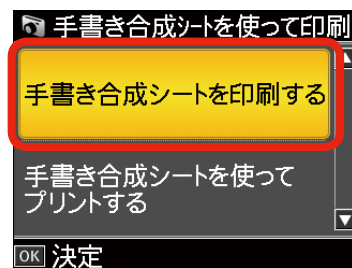 手書き合成シートを使って印刷
手書き合成シートを印刷する
手書き合成シートを使って
プリントする
OK 決定